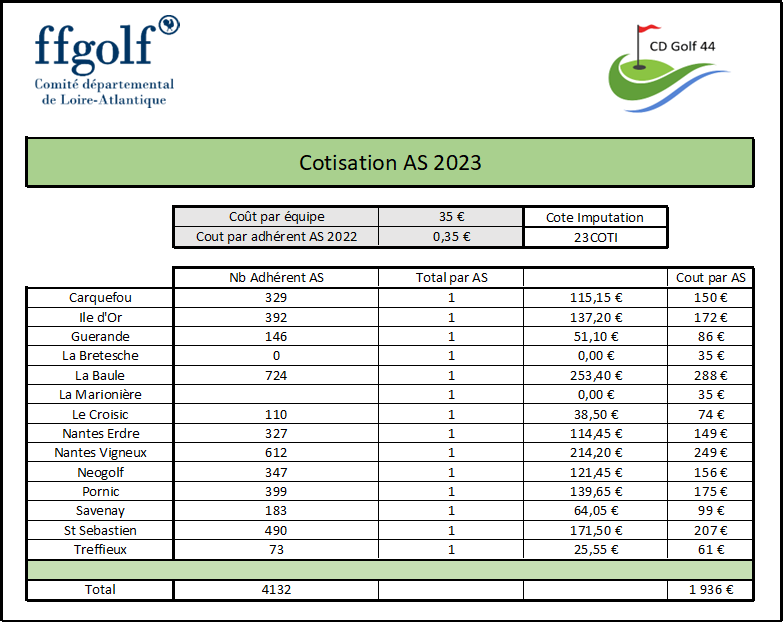 ffgolf
Comité départemental
de Loire-Atlantique
CD Golf 44
Cotisation AS 2023
Coût par équipe 35 € Cote Imputation
Cout par adhérent AS 2022 0,35 € 23COTI
Nb Adhérent AS Total par AS Cout par AS
Carquefou 329 1 115,15 € 150 €
Ile d'Or 392 1 137,20 € 172 €
Guerande 146 1 51,10 € 86 €
La Bretesche 0 1 0,00 € 35 €
La Baule 724 1 253,40 € 288 €
La Marionière 1 0,00 € 35 €
Le Croisic 110 1 38,50 € 74 €
Nantes Erdre 327 1 114,45 € 149 €
Nantes Vigneux 612 1 214,20 € 249 €
Neogolf 347 1 121,45 € 156 €
Pornic 399 1 139,65 € 175 €
Savenay 183 1 64,05 € 99 €
St Sebastien 490 1 171,50 € 207 €
Treffieux 73 1 25,55 € 61 €
Total 4132 1 936 €